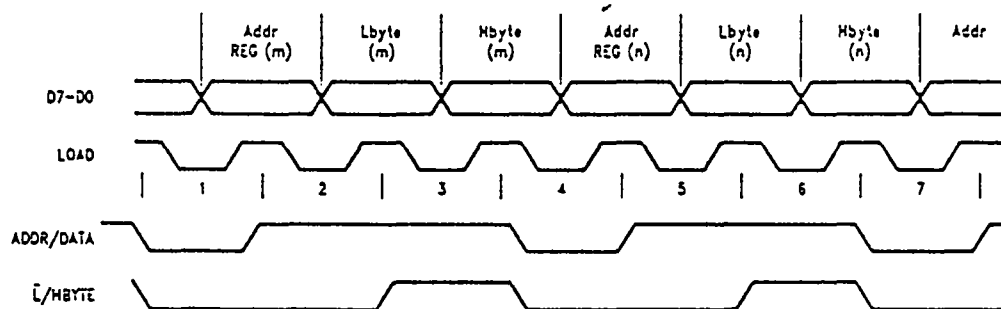 Addr
REG (m)
Lbyte
(m)
Hbyte
(m)
Addr
REG (n)
Lbyte
(n)
Hbyte
(n)
Addr
D7-D0
LOAD
1 2 3 4 5 6 7
ADDR/DATA
L̅/HBYTE